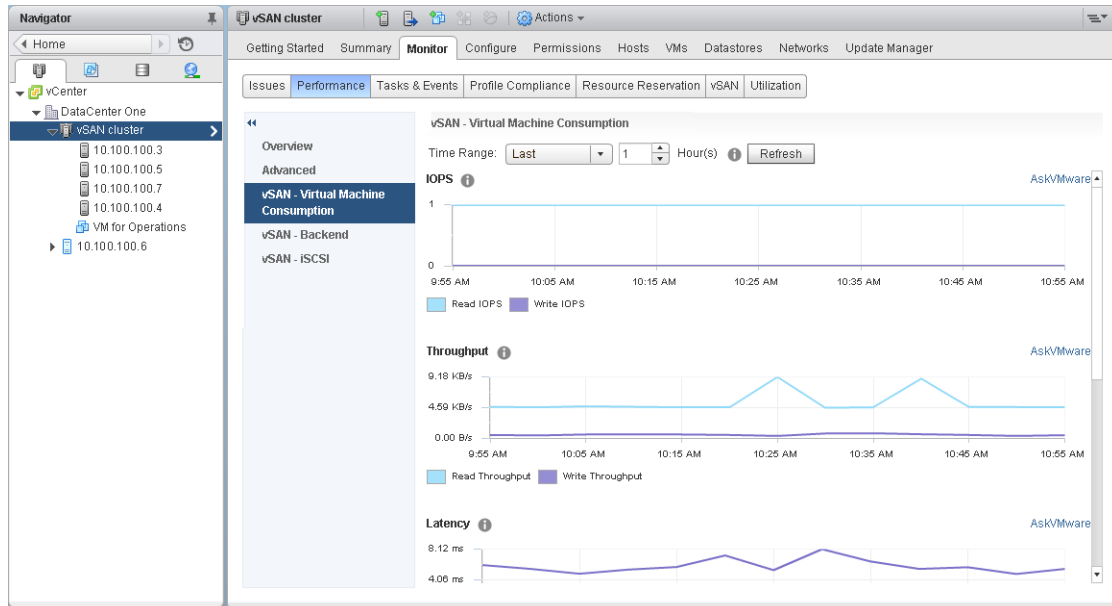 Navigator
Home
vCenter
DataCenter One
vSAN cluster
10.100.100.3
10.100.100.5
10.100.100.7
10.100.100.4
VM for Operations
10.100.100.6
vSAN cluster
Actions
Getting Started Summary Monitor Configure Permissions Hosts VMs Datastores Networks Update Manager
Issues Performance Tasks & Events Profile Compliance Resource Reservation vSAN Utilization
Overview
Advanced
vSAN - Virtual Machine
Consumption
vSAN - Backend
vSAN - iSCSI
vSAN - Virtual Machine Consumption
Time Range: Last 1 Hour(s) Refresh
IOPS AskVMware
1
0
9:55 AM 10:05 AM 10:15 AM 10:25 AM 10:35 AM 10:45 AM 10:55 AM
Read IOPS Write IOPS
Throughput AskVMware
9.18 KB/s
4.59 KB/s
0.00 B/s
9:55 AM 10:05 AM 10:15 AM 10:25 AM 10:35 AM 10:45 AM 10:55 AM
Read Throughput Write Throughput
Latency AskVMware
8.12 ms
4.06 ms